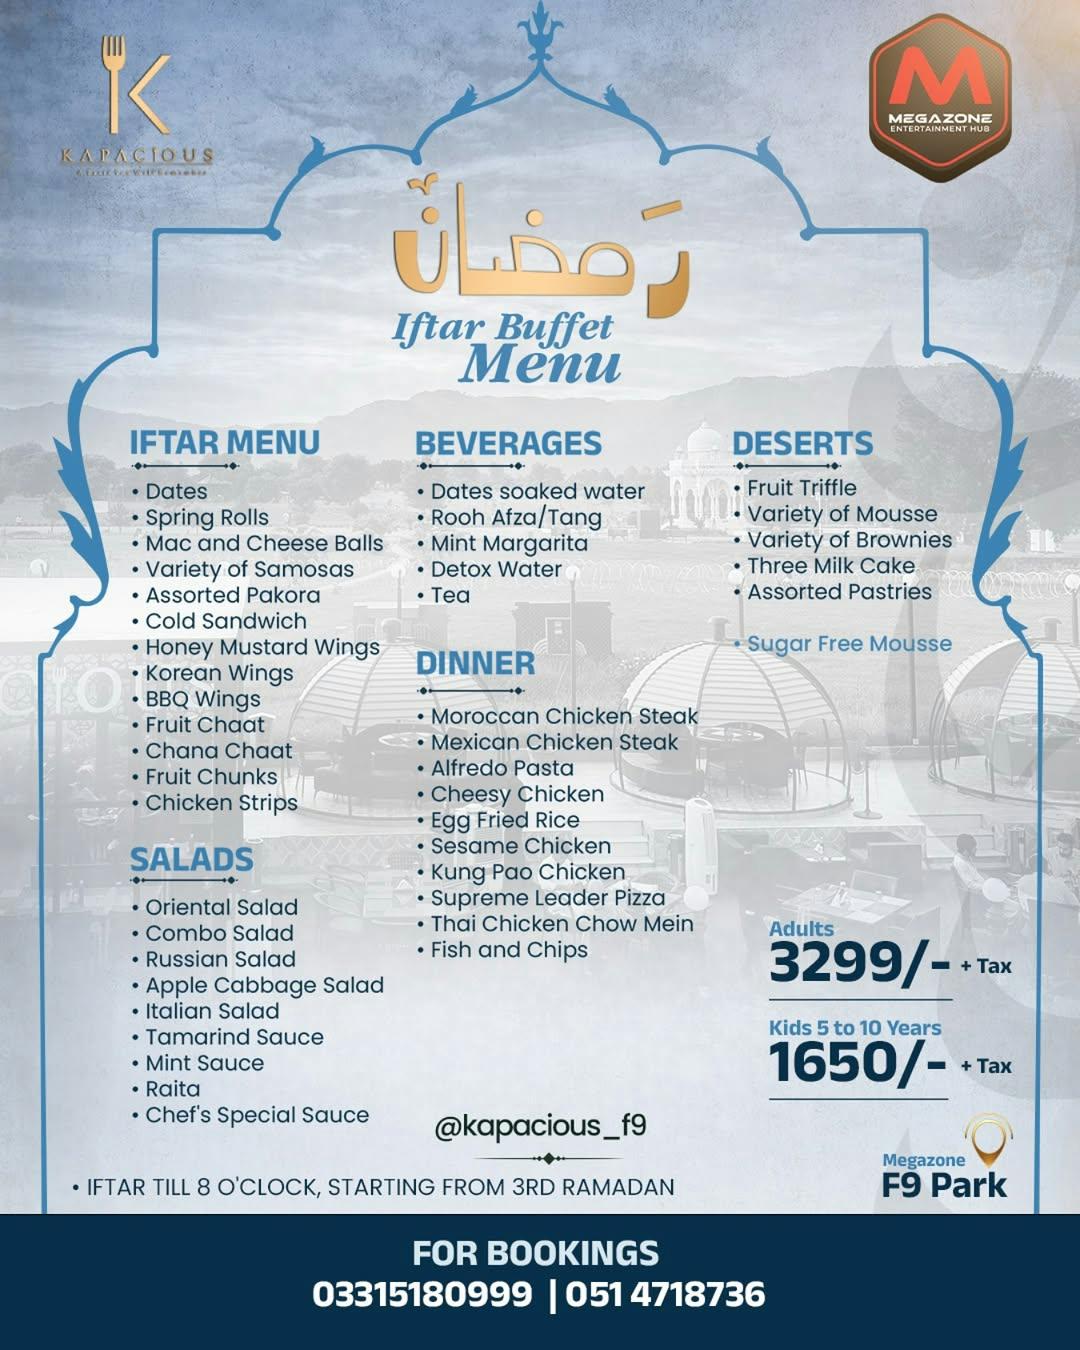 KAPACIOUS
A Taste You Will Remember
MEGAZONE
ENTERTAINMENT HUB
رَمضان
Iftar Buffet
Menu
IFTAR MENU
• Dates
• Spring Rolls
• Mac and Cheese Balls
• Variety of Samosas
• Assorted Pakora
• Cold Sandwich
• Honey Mustard Wings
• Korean Wings
• BBQ Wings
• Fruit Chaat
• Chana Chaat
• Fruit Chunks
• Chicken Strips
SALADS
• Oriental Salad
• Combo Salad
• Russian Salad
• Apple Cabbage Salad
• Italian Salad
• Tamarind Sauce
• Mint Sauce
• Raita
• Chef's Special Sauce
BEVERAGES
• Dates soaked water
• Rooh Afza/Tang
• Mint Margarita
• Detox Water
• Tea
DINNER
• Moroccan Chicken Steak
• Mexican Chicken Steak
• Alfredo Pasta
• Cheesy Chicken
• Egg Fried Rice
• Sesame Chicken
• Kung Pao Chicken
• Supreme Leader Pizza
• Thai Chicken Chow Mein
• Fish and Chips
DESERTS
• Fruit Triffle
• Variety of Mousse
• Variety of Brownies
• Three Milk Cake
• Assorted Pastries
• Sugar Free Mousse
Adults
3299/- + Tax
Kids 5 to 10 Years
1650/- + Tax
@kapacious_f9
Megazone
F9 Park
• IFTAR TILL 8 O'CLOCK, STARTING FROM 3RD RAMADAN
FOR BOOKINGS
03315180999 | 051 4718736